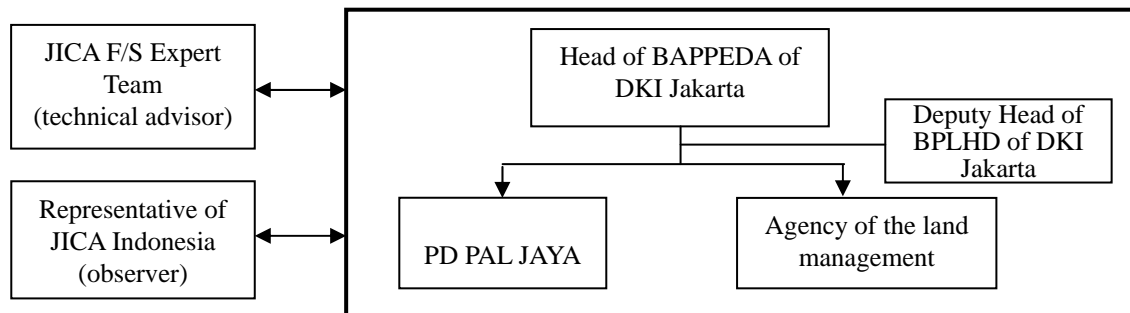 JICA F/S Expert
Team
(technical advisor)
Representative of
JICA Indonesia
(observer)
Head of BAPPEDA of
DKI Jakarta
Deputy Head of
BPLHD of DKI
Jakarta
PD PAL JAYA
Agency of the land
management